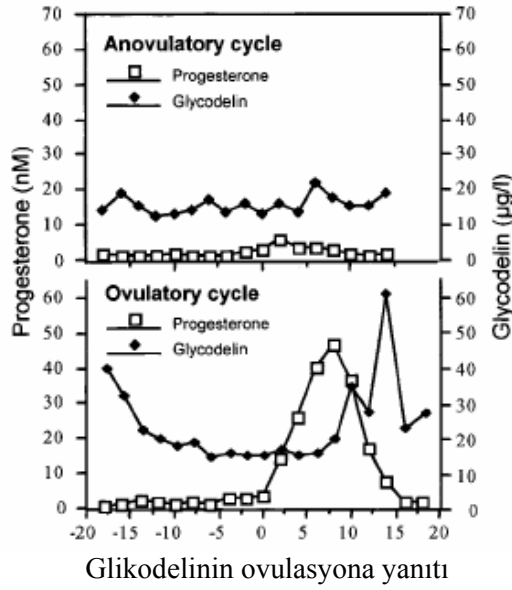 70 70
Anovulatory cycle
60 60
Progesterone
50 50
Glycodelin
40 40
30 30
20 20
10 10
0 0
Progesterone (nM)
Glycodelin (µg/l)
Ovulatory cycle
60 60
Progesterone
50 50
Glycodelin
40 40
30 30
20 20
10 10
0 0
-20 -15 -10 -5 0 5 10 15 20
Glikodelinin ovulasyona yanıtı